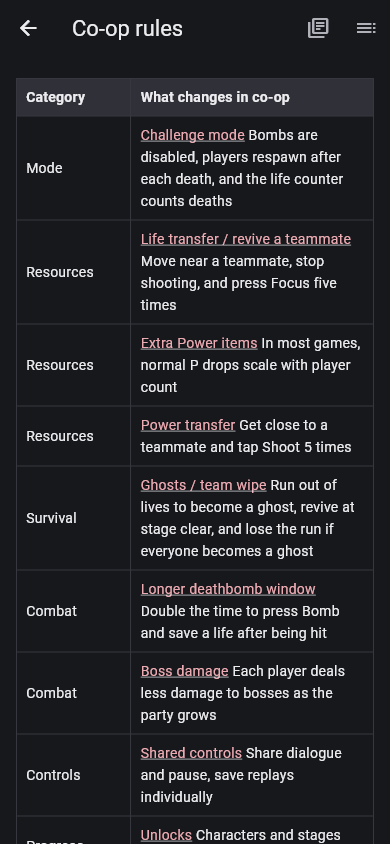 Co-op rules
Category
What changes in co-op
Mode
Challenge mode Bombs are
disabled, players respawn after
each death, and the life counter
counts deaths
Resources
Life transfer / revive a teammate
Move near a teammate, stop
shooting, and press Focus five
times
Resources
Extra Power items In most games,
normal P drops scale with player
count
Resources
Power transfer Get close to a
teammate and tap Shoot 5 times
Survival
Ghosts / team wipe Run out of
lives to become a ghost, revive at
stage clear, and lose the run if
everyone becomes a ghost
Combat
Longer deathbomb window
Double the time to press Bomb
and save a life after being hit
Combat
Boss damage Each player deals
less damage to bosses as the
party grows
Controls
Shared controls Share dialogue
and pause, save replays
individually
Unlocks Characters and stages